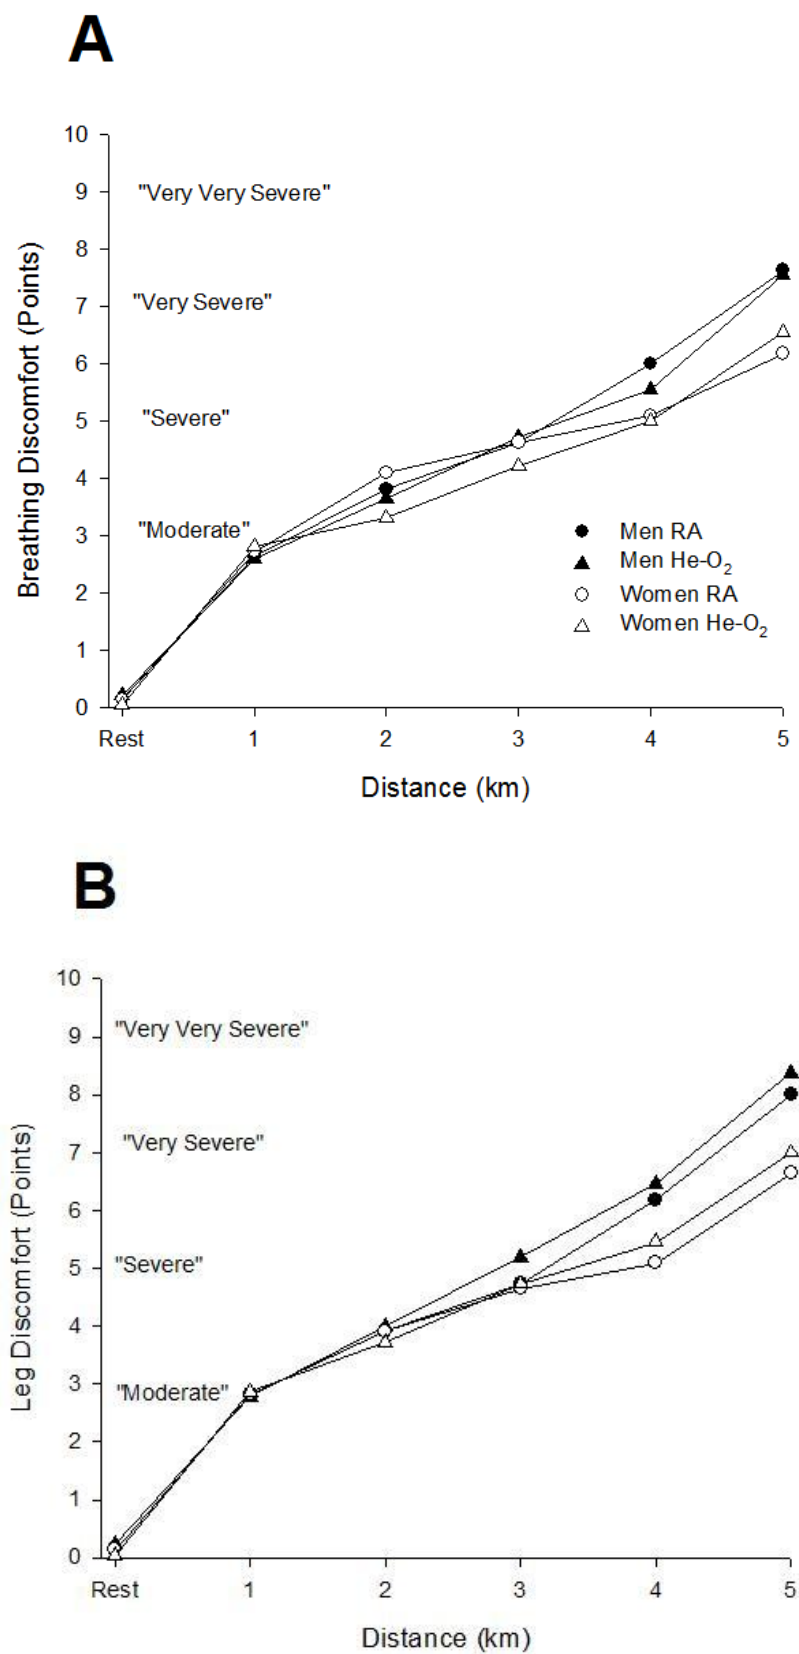 A
10
9
8
7
6
5
4
3
2
1
0
Breathing Discomfort (Points)
"Very Very Severe"
"Very Severe"
"Severe"
"Moderate"
Men RA
Men He-O₂
Women RA
Women He-O₂
Rest 1 2 3 4 5
Distance (km)
B
10
9
8
7
6
5
4
3
2
1
0
Leg Discomfort (Points)
"Very Very Severe"
"Very Severe"
"Severe"
"Moderate"
Rest 1 2 3 4 5
Distance (km)